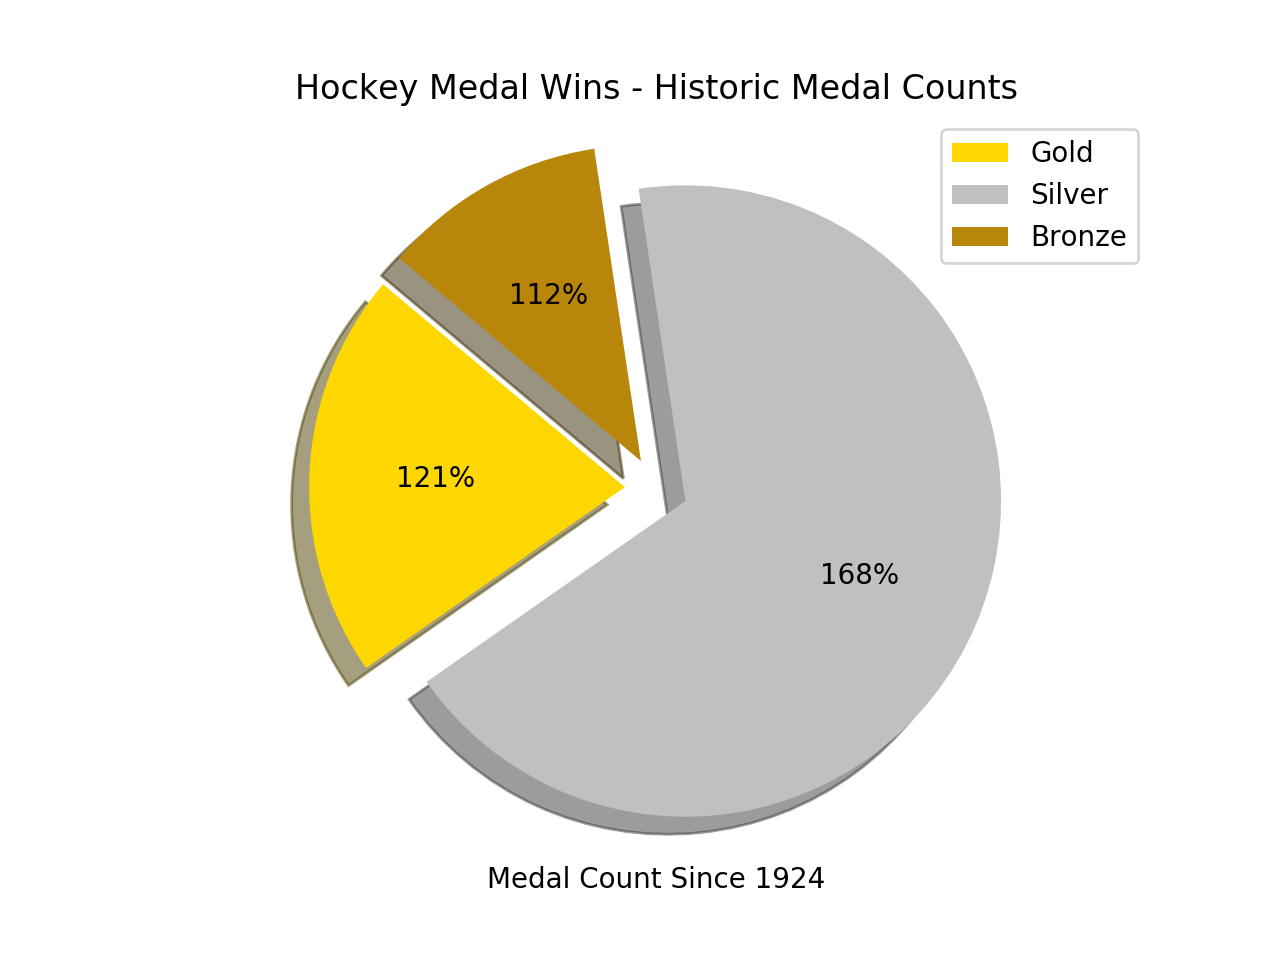 Hockey Medal Wins - Historic Medal Counts
Gold
Silver
Bronze
112%
121%
168%
Medal Count Since 1924